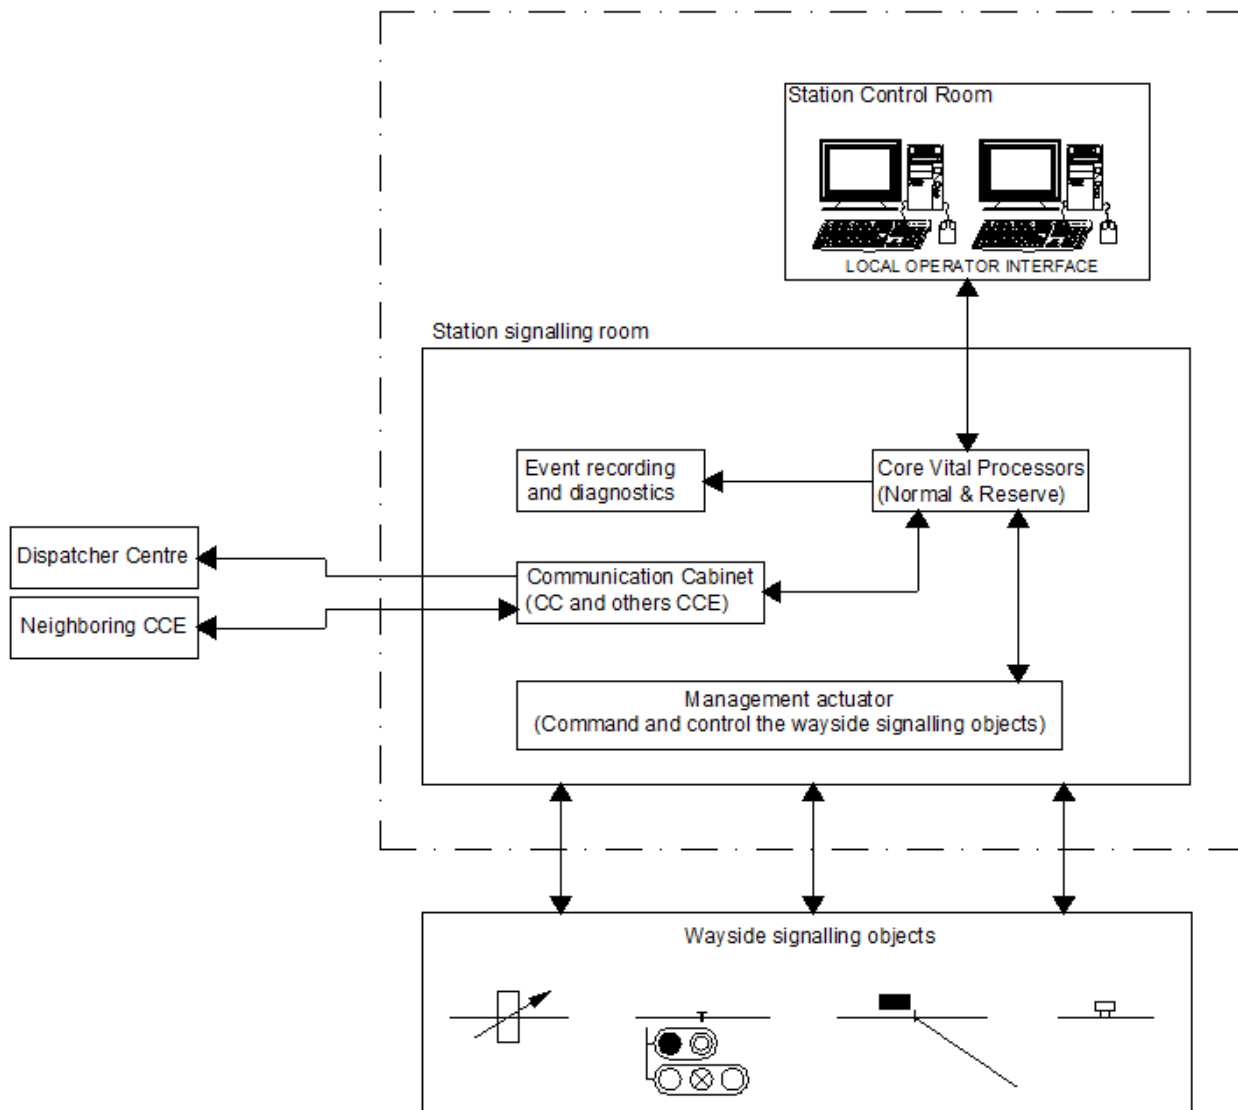 Station Control Room
LOCAL OPERATOR INTERFACE
Station signalling room
Event recording
and diagnostics
Core Vital Processors
(Normal & Reserve)
Dispatcher Centre
Communication Cabinet
(CC and others CCE)
Neighboring CCE
Management actuator
(Command and control the wayside signalling objects)
Wayside signalling objects